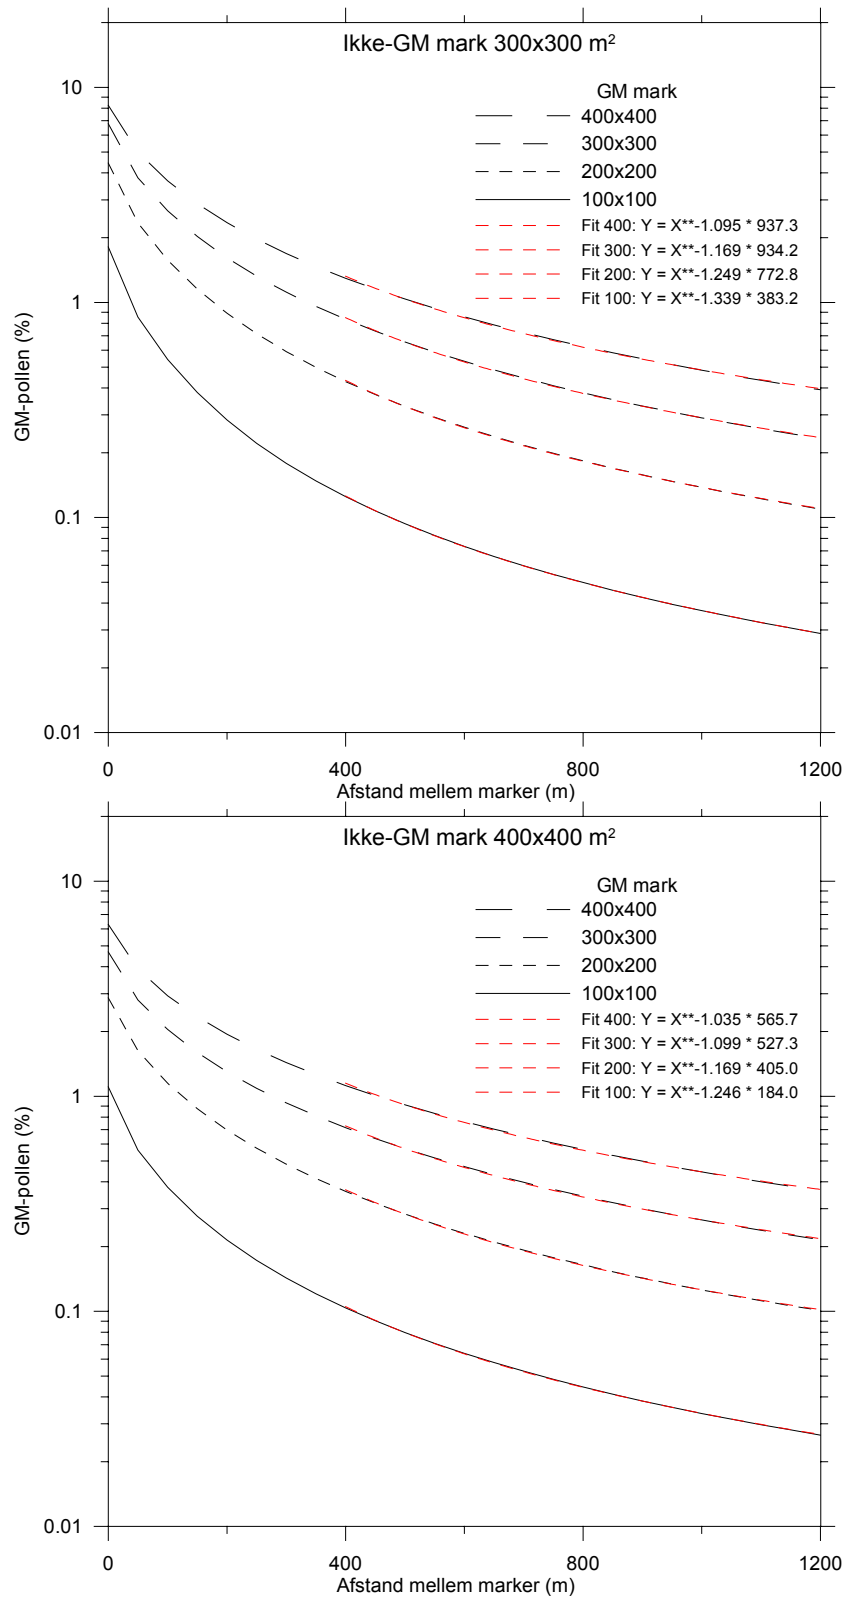 Ikke-GM mark 300x300 m²
GM mark
400x400
300x300
200x200
100x100
Fit 400: Y = X**-1.095 * 937.3
Fit 300: Y = X**-1.169 * 934.2
Fit 200: Y = X**-1.249 * 772.8
Fit 100: Y = X**-1.339 * 383.2
10
1
0.1
0.01
GM-pollen (%)
0 400 800 1200
Afstand mellem marker (m)
Ikke-GM mark 400x400 m²
GM mark
400x400
300x300
200x200
100x100
Fit 400: Y = X**-1.035 * 565.7
Fit 300: Y = X**-1.099 * 527.3
Fit 200: Y = X**-1.169 * 405.0
Fit 100: Y = X**-1.246 * 184.0
10
1
0.1
0.01
GM-pollen (%)
0 400 800 1200
Afstand mellem marker (m)